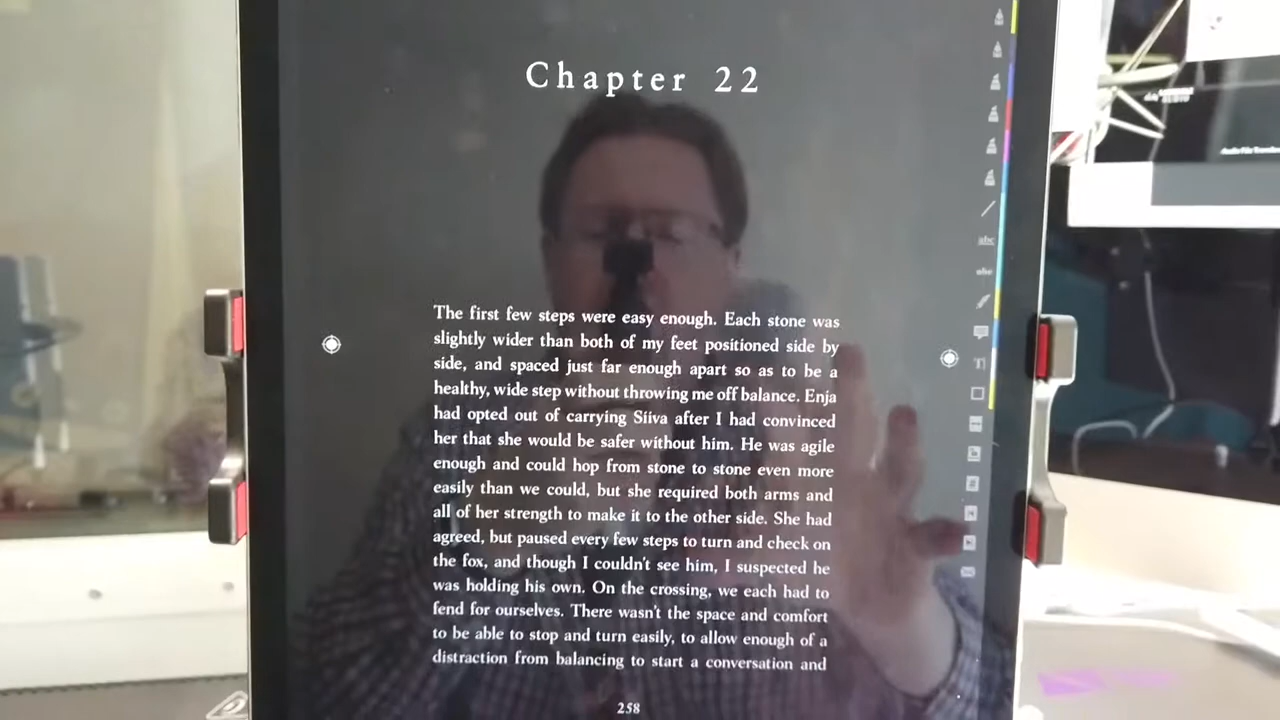 Chapter 22
The first few steps were easy enough. Each stone was
slightly wider than both of my feet positioned side by
side, and spaced just far enough apart so as to be a
healthy, wide step without throwing me off balance. Enja
had opted out of carrying Síiva after I had convinced
her that she would be safer without him. He was agile
enough and could hop from stone to stone even more
easily than we could, but she required both arms and
all of her strength to make it to the other side. She had
agreed, but paused every few steps to turn and check on
the fox, and though I couldn't see him, I suspected he
was holding his own. On the crossing, we each had to
fend for ourselves. There wasn't the space and comfort
to be able to stop and turn easily, to allow enough of a
distraction from balancing to start a conversation and
258
abc
abc
T